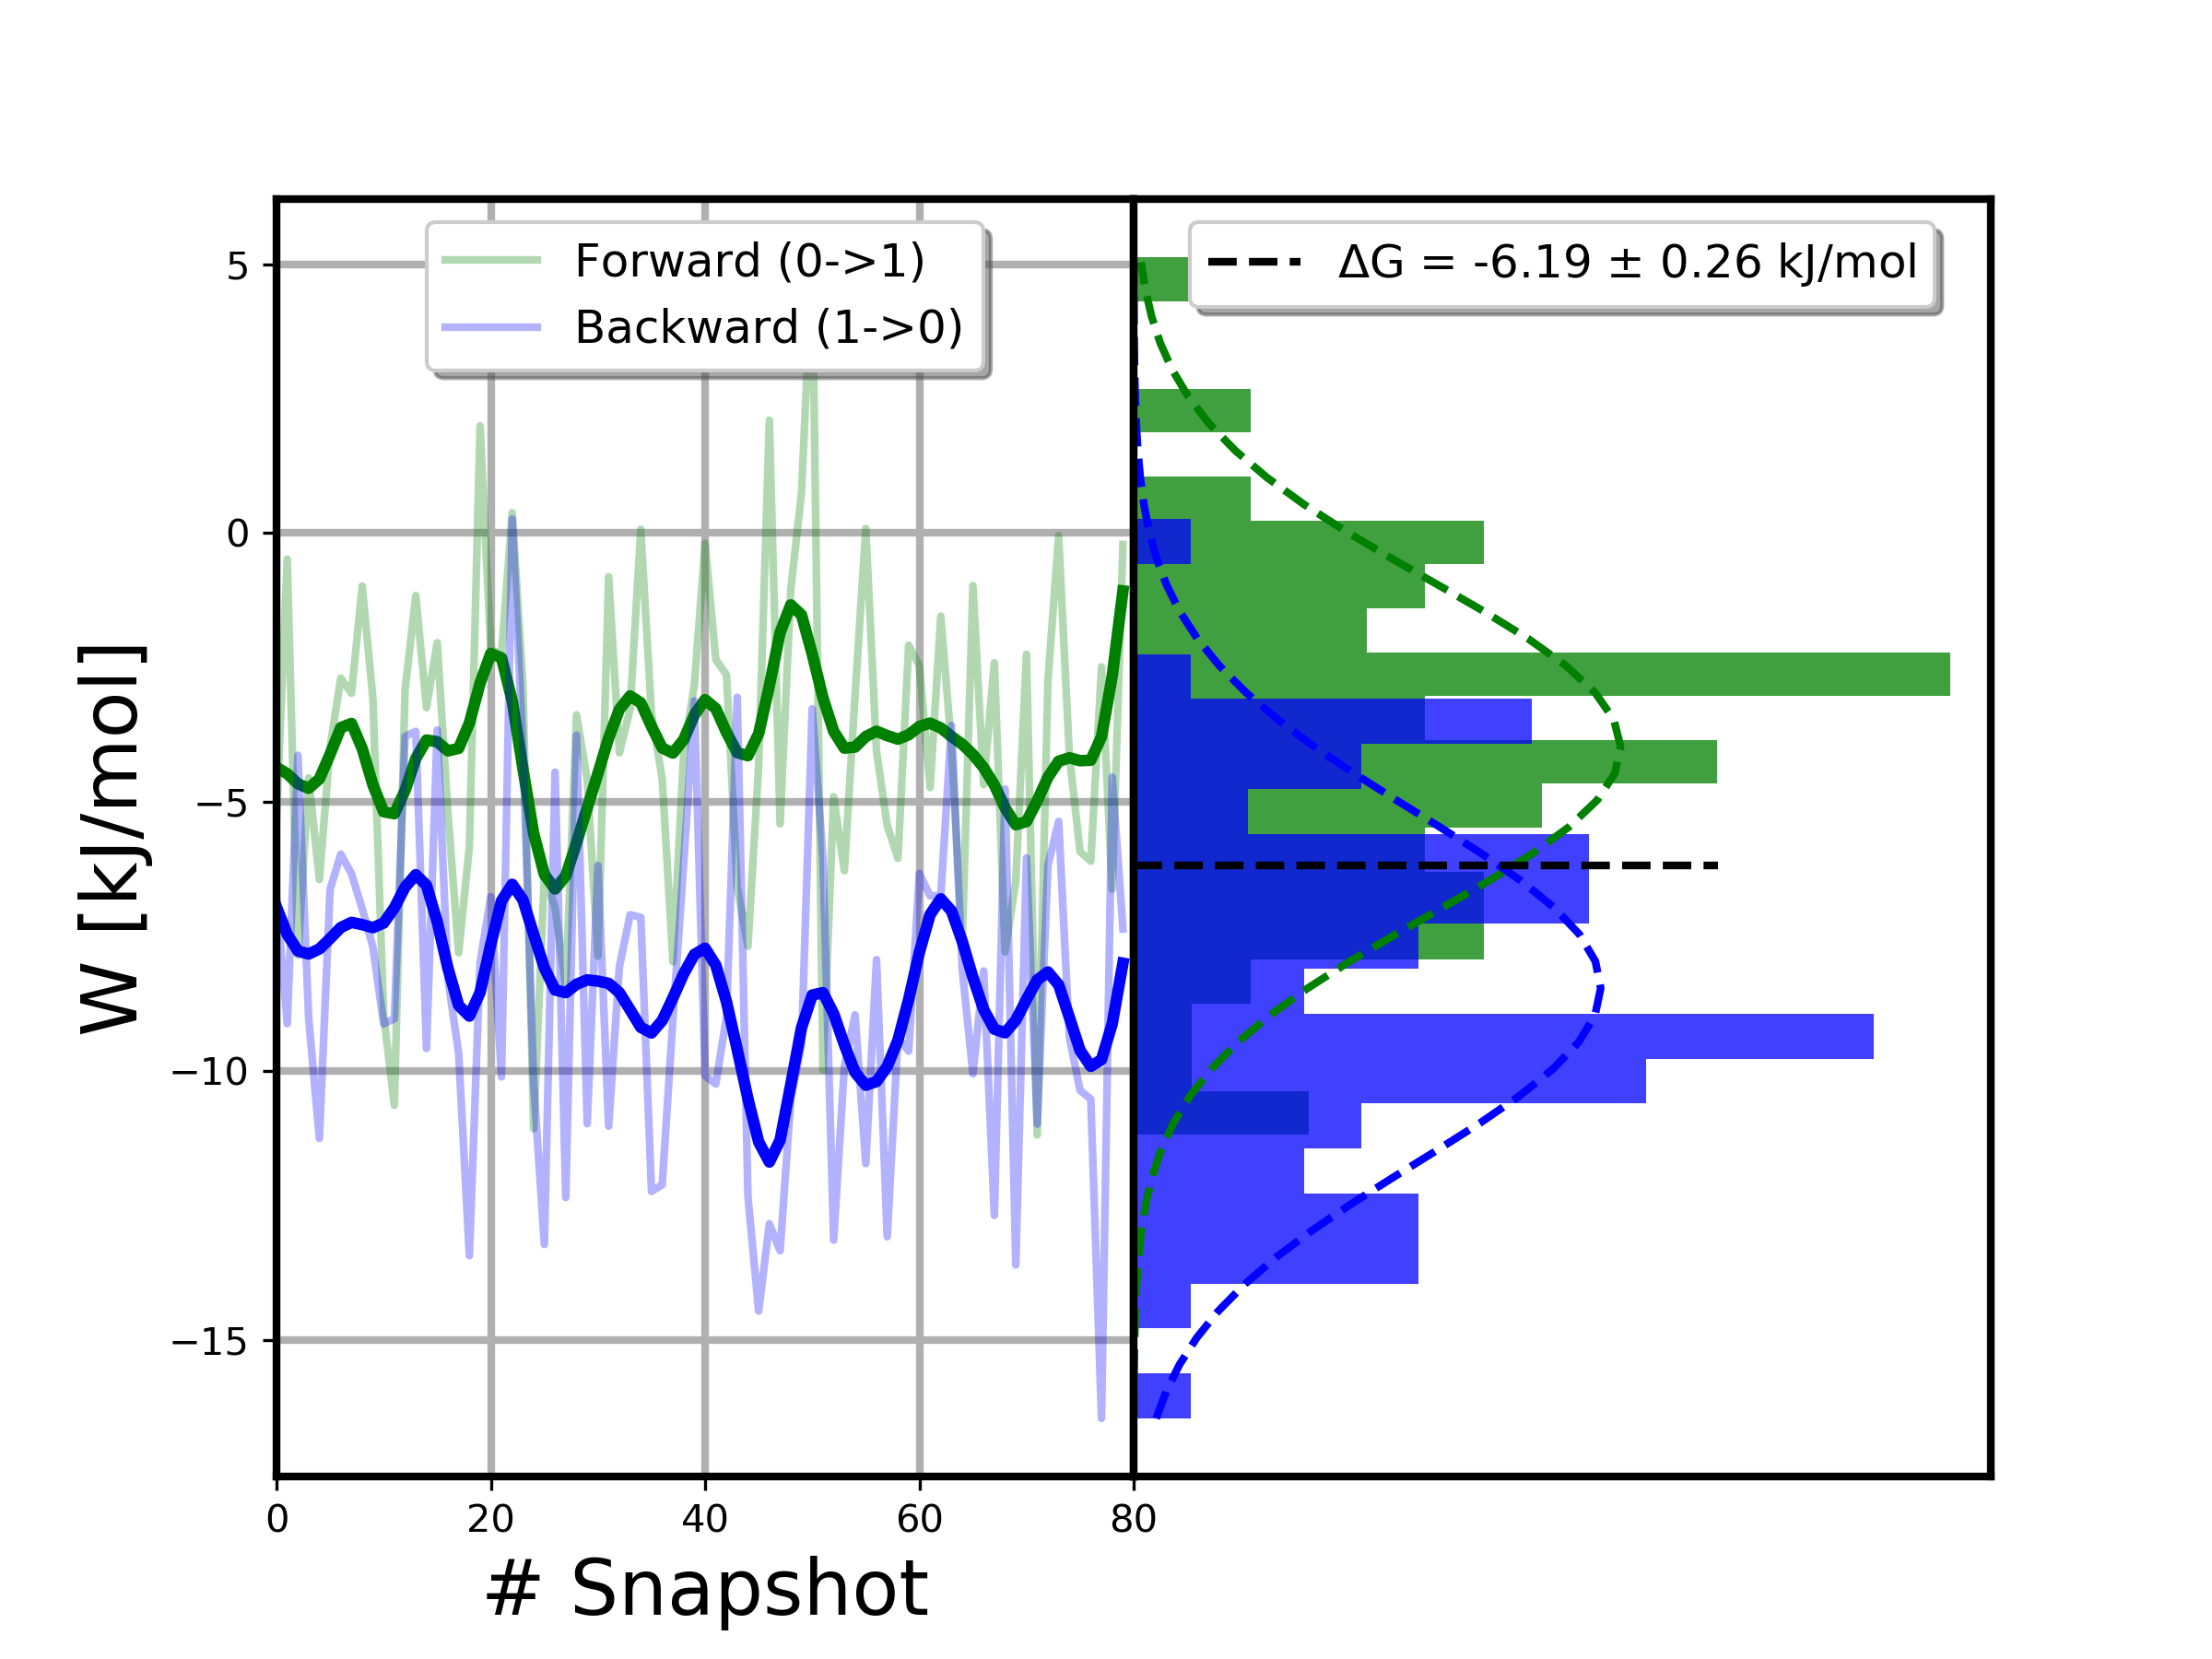 Forward (0->1)
Backward (1->0)
ΔG = -6.19 ± 0.26 kJ/mol
W [kJ/mol]
5
0
−5
−10
−15
0 20 40 60 80
# Snapshot